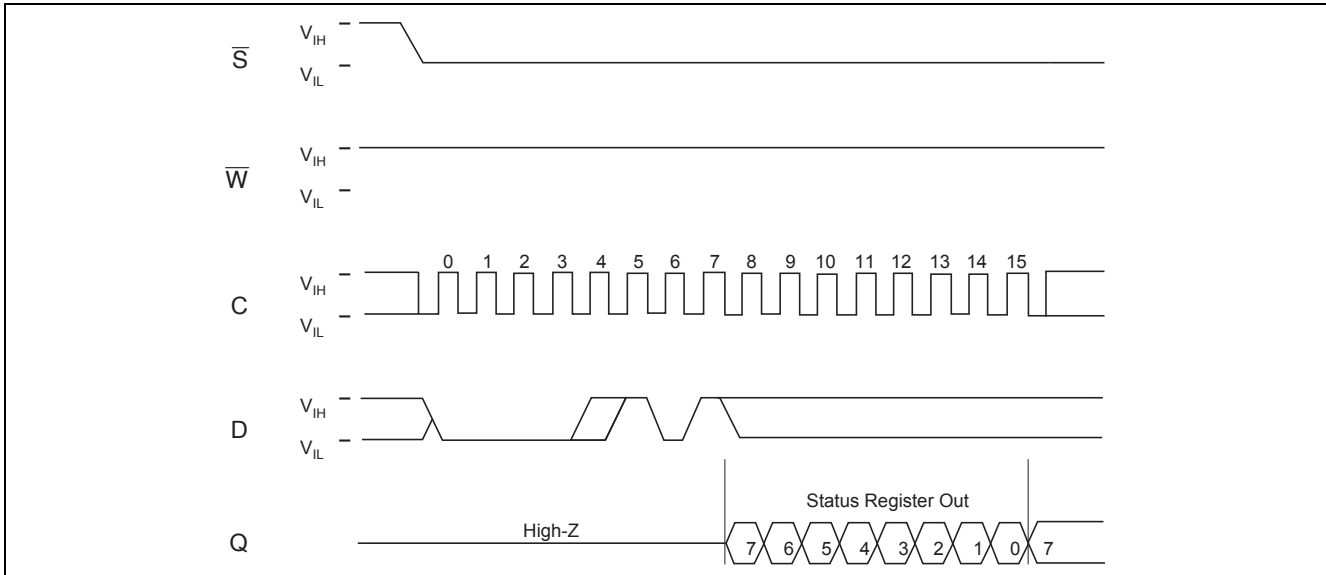 S̅
V_IH
V_IL
W̅
V_IH
V_IL
C
V_IH
V_IL
0 1 2 3 4 5 6 7 8 9 10 11 12 13 14 15
D
V_IH
V_IL
Q
High-Z
Status Register Out
7 6 5 4 3 2 1 0 7